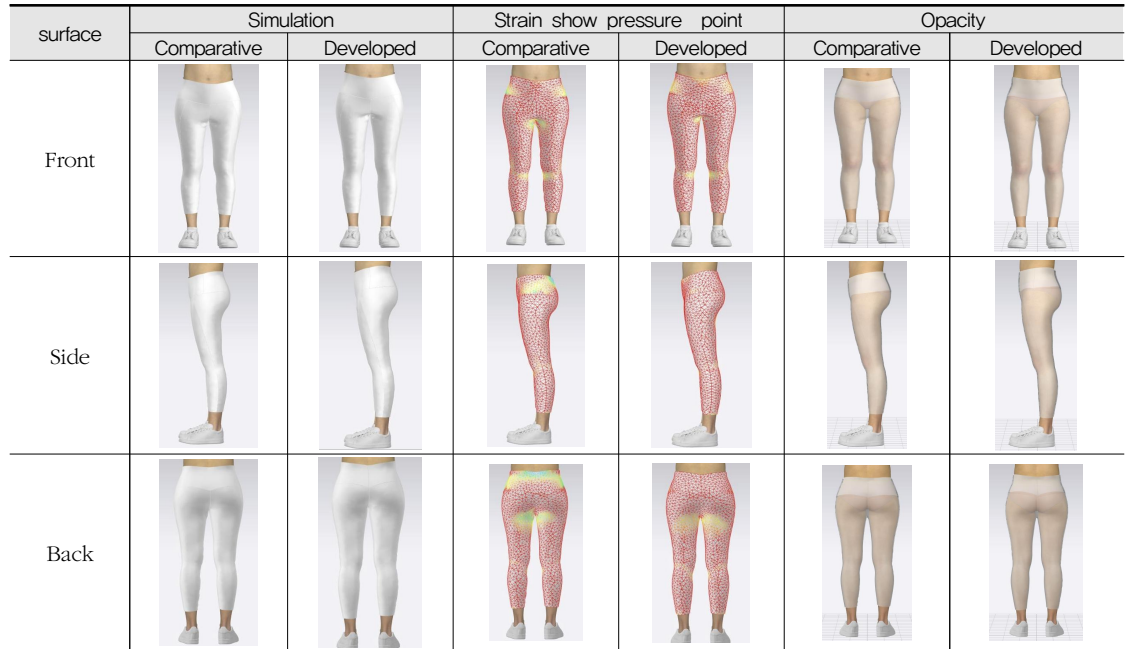 surface Simulation Strain show pressure point Opacity
Comparative Developed Comparative Developed Comparative Developed
Front
Side
Back